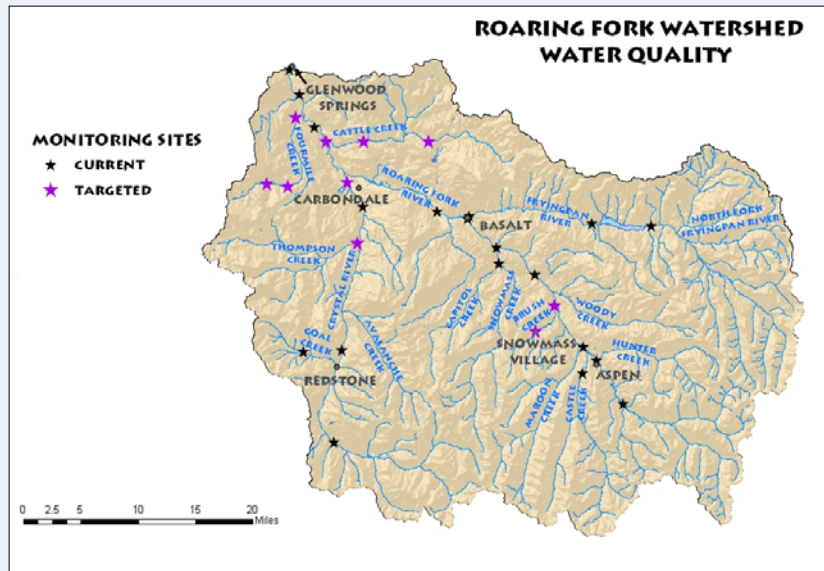 ROARING FORK WATERSHED
WATER QUALITY
GLENWOOD
SPRINGS
MONITORING SITES
CURRENT
TARGETED
CATTLE CREEK
FOURMILE
CREEK
ROARING FORK
RIVER
CARBONDALE
FRYINGPAN
RIVER
NORTH FORK
FRYINGPAN RIVER
BASALT
THOMPSON
CREEK
CRYSTAL RIVER
CAPITOL
CREEK
SNOWMASS
CREEK
BRUSH
CREEK
WOODY
CREEK
COAL
CREEK
AVALANCHE
CREEK
SNOWMASS
VILLAGE
HUNTER
CREEK
REDSTONE
ASPEN
MAROON
CREEK
CASTLE
CREEK
0 2.5 5 10 15 20
Miles